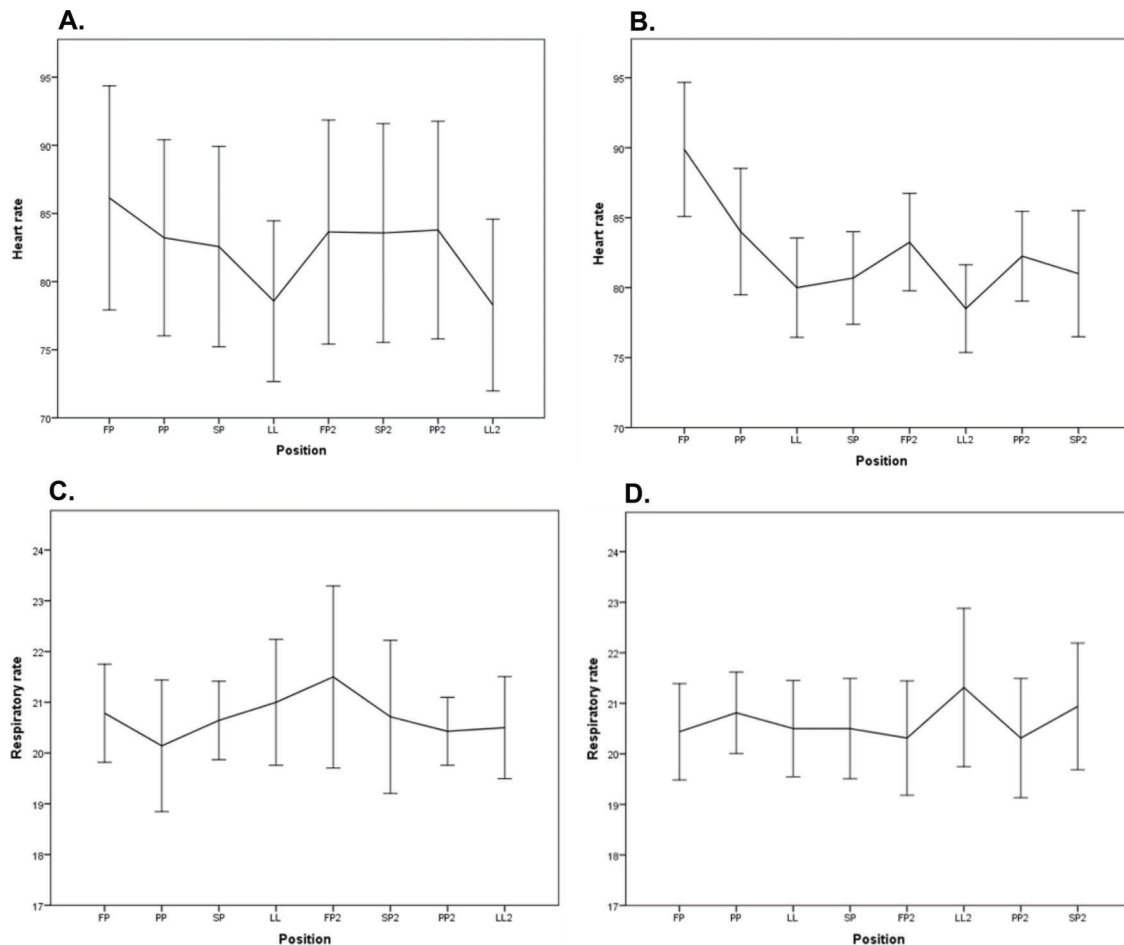 A.
Heart rate
95
90
85
80
75
70
FP PP SP LL FP2 SP2 PP2 LL2
Position
B.
Heart rate
95
90
85
80
75
70
FP PP LL SP FP2 LL2 PP2 SP2
Position
C.
Respiratory rate
24
23
22
21
20
19
18
17
FP PP SP LL FP2 SP2 PP2 LL2
Position
D.
Respiratory rate
24
23
22
21
20
19
18
17
FP PP LL SP FP2 LL2 PP2 SP2
Position